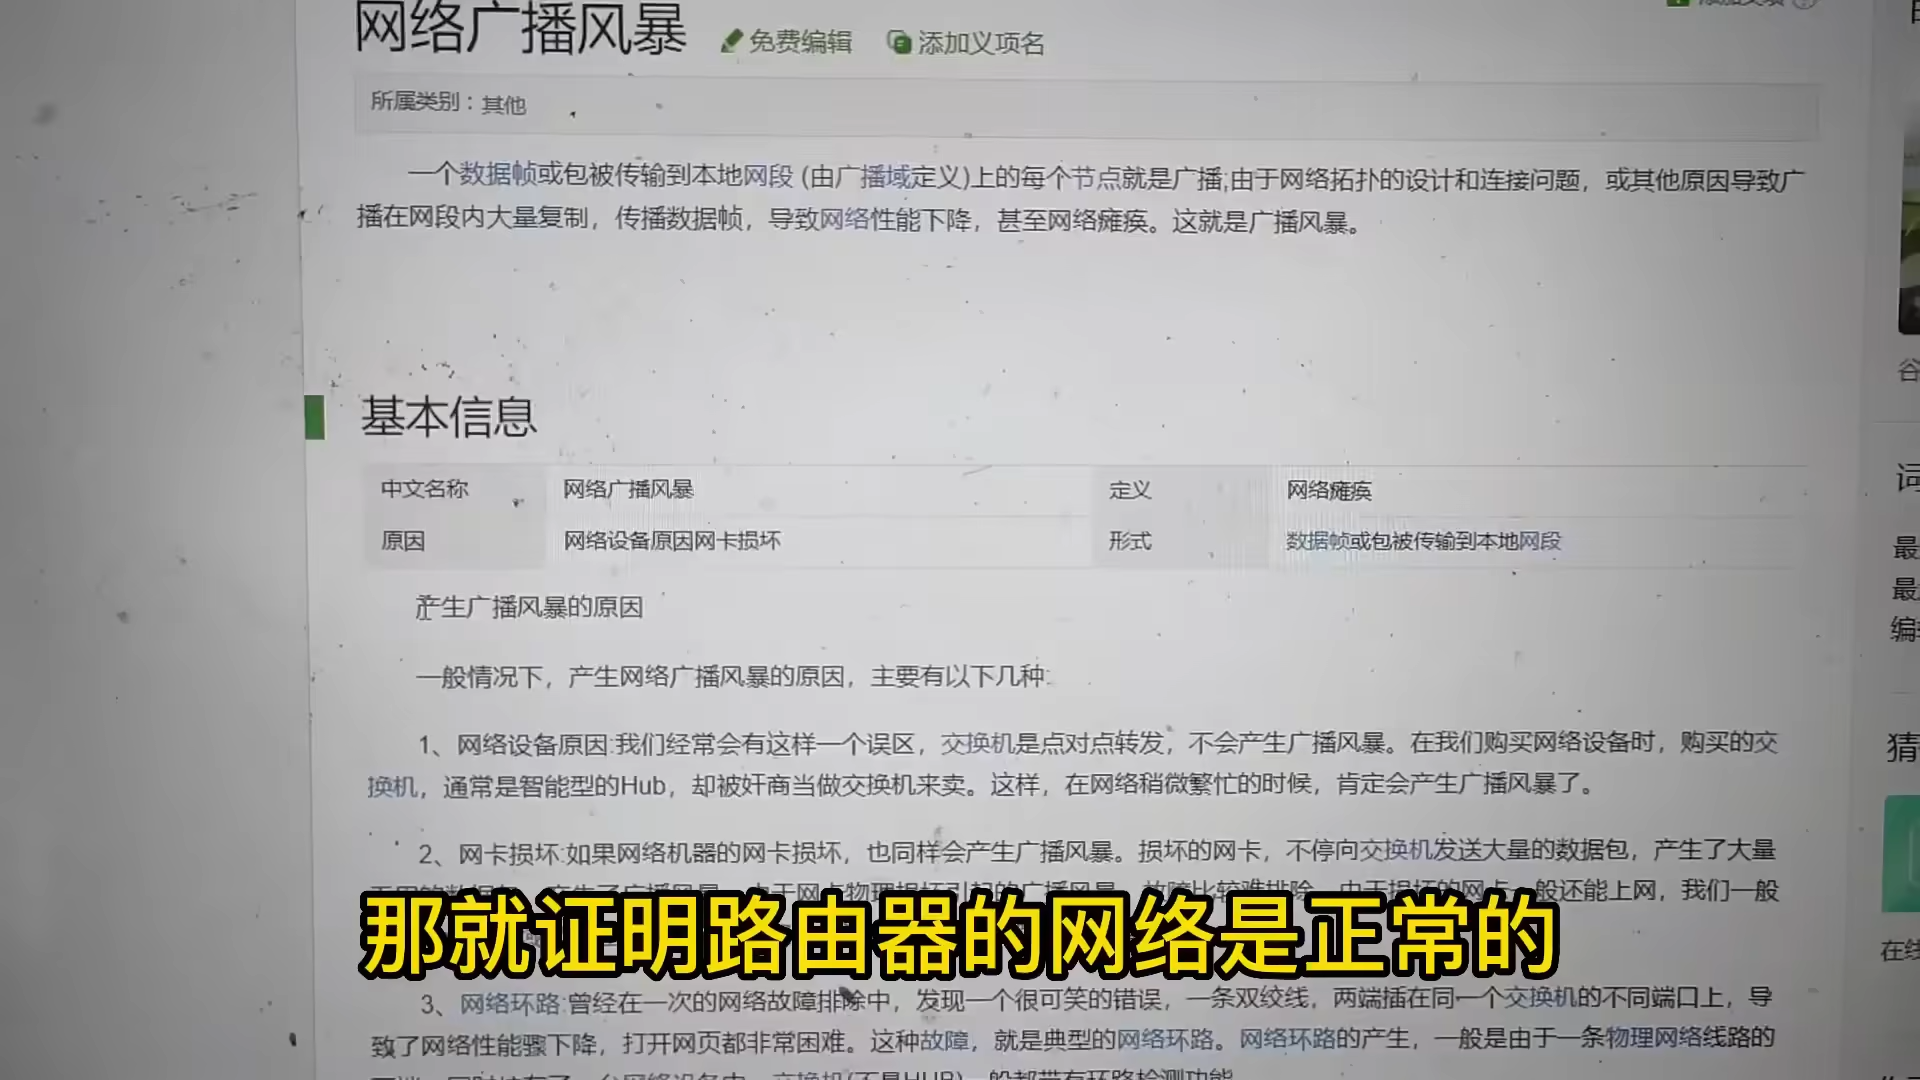 网络广播风暴 免费编辑 添加义项名
所属类别：其他
一个数据帧或包被传输到本地网段 (由广播域定义)上的每个节点就是广播;由于网络拓扑的设计和连接问题，或其他原因导致广
播在网段内大量复制，传播数据帧，导致网络性能下降，甚至网络瘫痪。这就是广播风暴。
基本信息
中文名称 网络广播风暴 定义 网络瘫痪
原因 网络设备原因网卡损坏 形式 数据帧或包被传输到本地网段
产生广播风暴的原因
一般情况下，产生网络广播风暴的原因，主要有以下几种:
1、网络设备原因:我们经常会有这样一个误区，交换机是点对点转发，不会产生广播风暴。在我们购买网络设备时，购买的交
换机，通常是智能型的Hub，却被奸商当做交换机来卖。这样，在网络稍微繁忙的时候，肯定会产生广播风暴了。
2、网卡损坏:如果网络机器的网卡损坏，也同样会产生广播风暴。损坏的网卡，不停向交换机发送大量的数据包，产生了大量
般还能上网，我们一般
那就证明路由器的网络是正常的
3、网络环路:曾经在一次的网络故障排除中，发现一个很可笑的错误，一条双绞线，两端插在同一个交换机的不同端口上，导
致了网络性能骤下降，打开网页都非常困难。这种故障，就是典型的网络环路。网络环路的产生，一般是由于一条物理网络线路的
谷
词
最
最
编
猜
在线